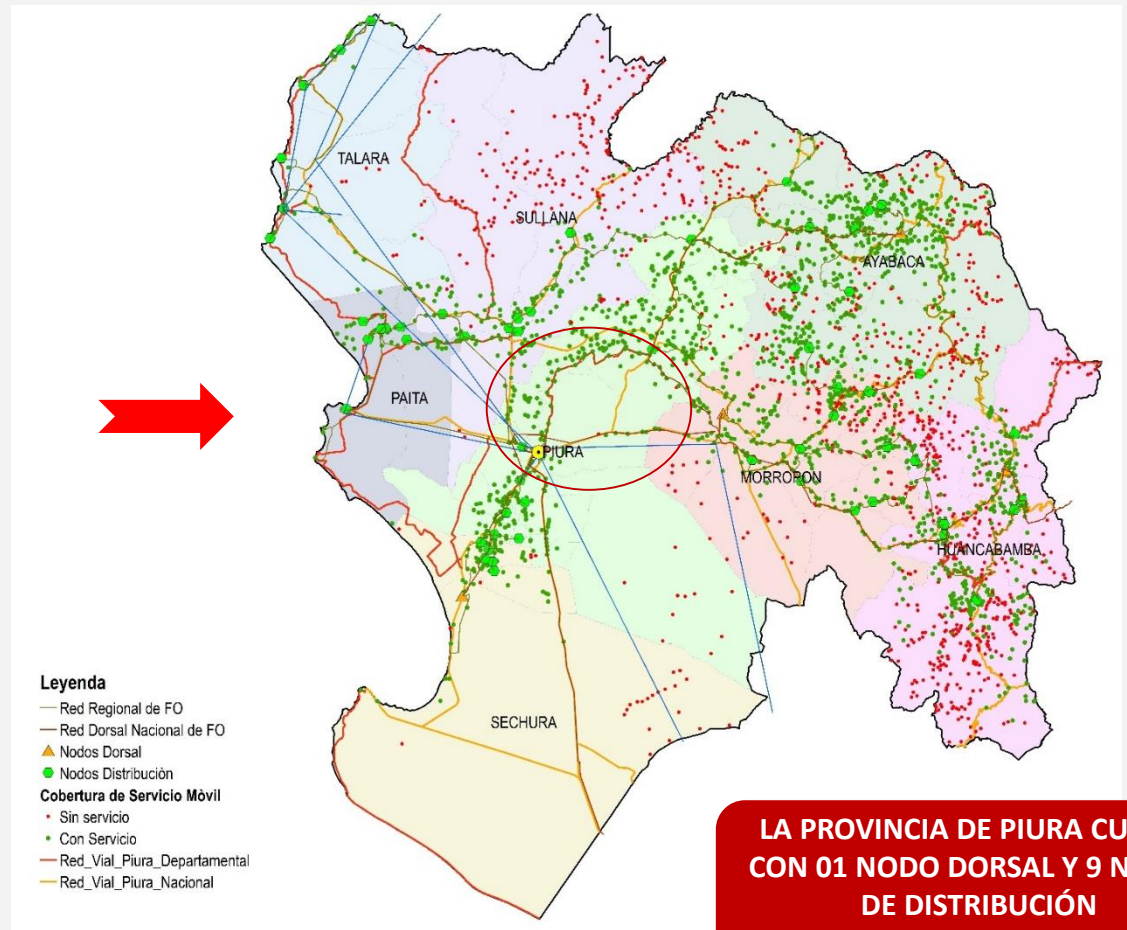 TALARA
SULLANA
AYABACA
PAITA
PIURA
MORROPON
HUANCABAMBA
SECHURA
Leyenda
Red Regional de FO
Red Dorsal Nacional de FO
Nodos Dorsal
Nodos Distribuciòn
Cobertura de Servicio Mòvil
Sin servicio
Con Servicio
Red_Vial_Piura_Departamental
Red_Vial_Piura_Nacional
LA PROVINCIA DE PIURA
CON 01 NODO DORSAL Y 9
DE DISTRIBUCIÓN